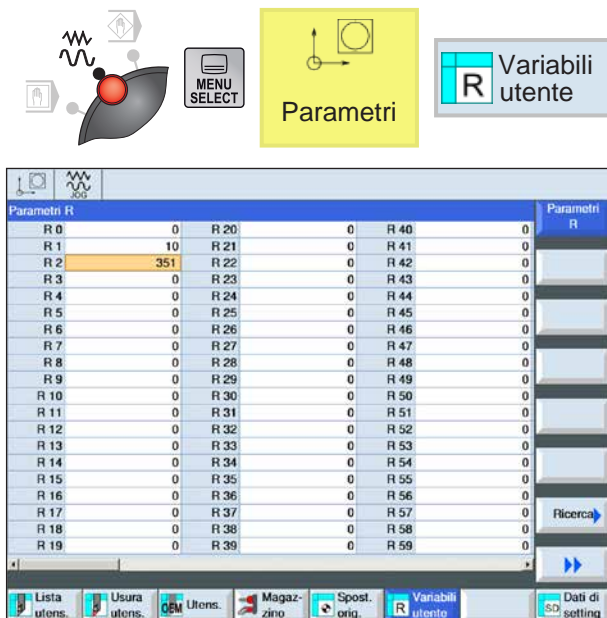 MENU
SELECT
Parametri
R
Variabili
utente
JOG
Parametri R
Parametri
R
R 0 0 R 20 0 R 40 0
R 1 10 R 21 0 R 41 0
R 2 351 R 22 0 R 42 0
R 3 0 R 23 0 R 43 0
R 4 0 R 24 0 R 44 0
R 5 0 R 25 0 R 45 0
R 6 0 R 26 0 R 46 0
R 7 0 R 27 0 R 47 0
R 8 0 R 28 0 R 48 0
R 9 0 R 29 0 R 49 0
R 10 0 R 30 0 R 50 0
R 11 0 R 31 0 R 51 0
R 12 0 R 32 0 R 52 0
R 13 0 R 33 0 R 53 0
R 14 0 R 34 0 R 54 0
R 15 0 R 35 0 R 55 0
R 16 0 R 36 0 R 56 0
R 17 0 R 37 0 R 57 0
R 18 0 R 38 0 R 58 0
R 19 0 R 39 0 R 59 0
Ricerca
Lista
utens.
Usura
utens.
OEM Utens.
Magaz-
zino
Spost.
orig.
R Variabili
utente
SD Dati di
setting